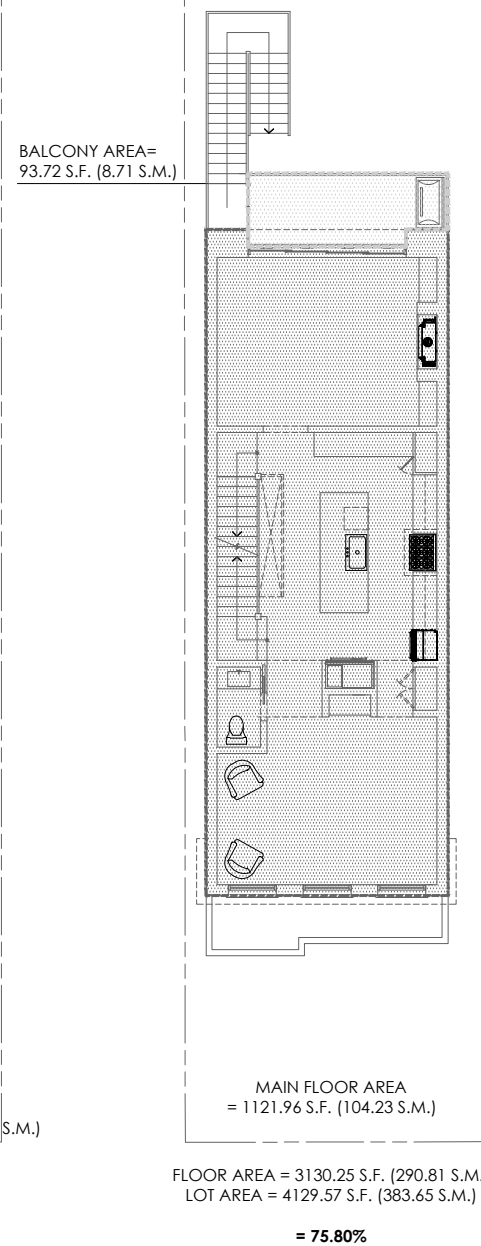 BALCONY AREA=
93.72 S.F. (8.71 S.M.)
MAIN FLOOR AREA
= 1121.96 S.F. (104.23 S.M.)
S.M.)
FLOOR AREA = 3130.25 S.F. (290.81 S.M.
LOT AREA = 4129.57 S.F. (383.65 S.M.)
= 75.80%